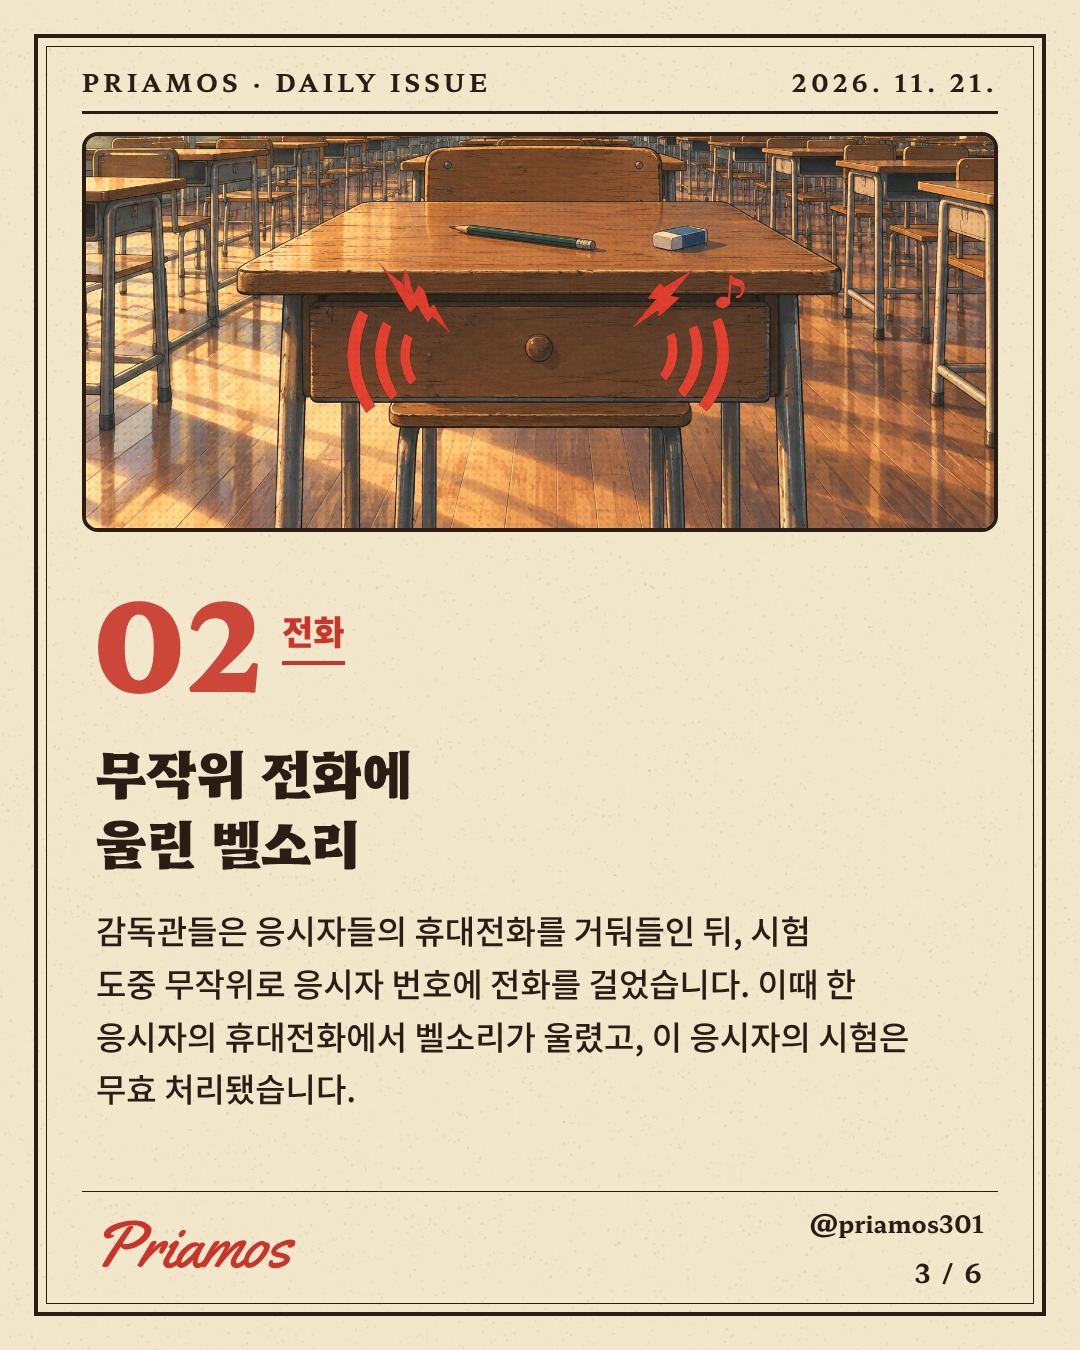 PRIAMOS · DAILY ISSUE
2026. 11. 21.
02
전화
무작위 전화에
울린 벨소리
감독관들은 응시자들의 휴대전화를 거둬들인 뒤, 시험
도중 무작위로 응시자 번호에 전화를 걸었습니다. 이때 한
응시자의 휴대전화에서 벨소리가 울렸고, 이 응시자의 시험은
무효 처리됐습니다.
Priamos
@priamos301
3 / 6